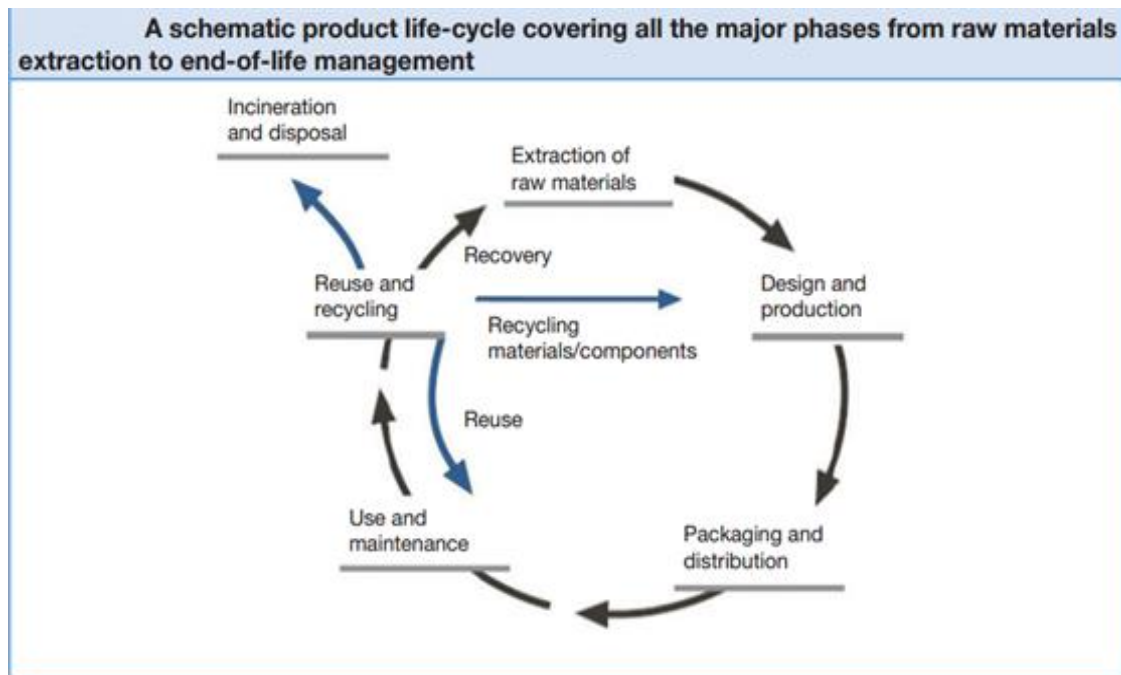 A schematic product life-cycle covering all the major phases from raw materials
extraction to end-of-life management
Incineration
and disposal
Extraction of
raw materials
Recovery
Reuse and
recycling
Design and
production
Recycling
materials/components
Reuse
Use and
maintenance
Packaging and
distribution